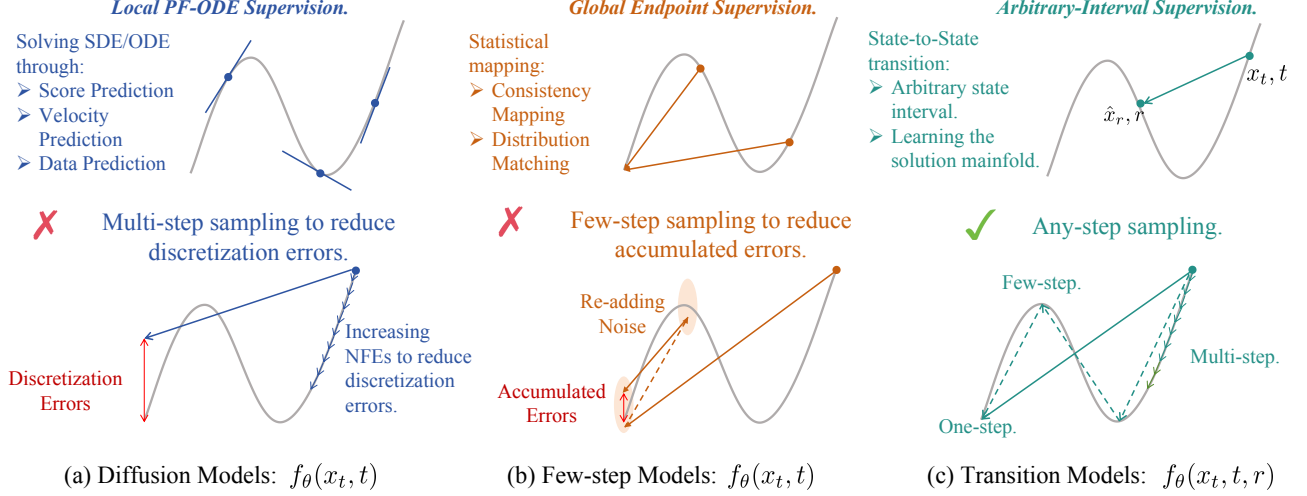 Local PF-ODE Supervision.
Solving SDE/ODE
through:
➢ Score Prediction
➢ Velocity
Prediction
➢ Data Prediction
✗ Multi-step sampling to reduce
discretization errors.
Increasing
NFEs to reduce
discretization
errors.
Discretization
Errors
(a) Diffusion Models: f_θ(x_t, t)
Global Endpoint Supervision.
Statistical
mapping:
➢ Consistency
Mapping
➢ Distribution
Matching
✗ Few-step sampling to reduce
accumulated errors.
Re-adding
Noise
Accumulated
Errors
(b) Few-step Models: f_θ(x_t, t)
Arbitrary-Interval Supervision.
State-to-State
transition:
➢ Arbitrary state
interval.
➢ Learning the
solution mainfold.
x_t, t
x̂_r, r
✓ Any-step sampling.
Few-step.
Multi-step.
One-step.
(c) Transition Models: f_θ(x_t, t, r)